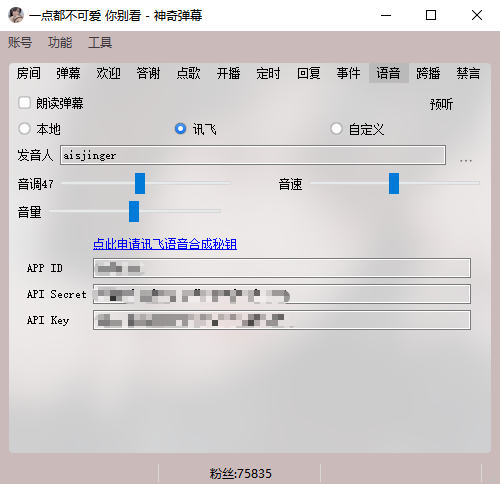 一点都不可爱 你别看 - 神奇弹幕
账号 功能 工具
房间 弹幕 欢迎 答谢 点歌 开播 定时 回复 事件 语音 跨播 禁言
朗读弹幕 预听
本地 讯飞 自定义
发音人 aisjinger ...
音调47 音速
音量
点此申请讯飞语音合成秘钥
APP ID
API Secret
API Key
粉丝:75835